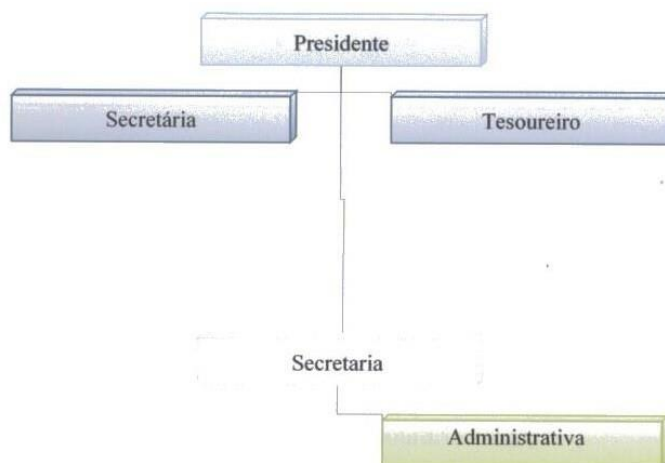 Presidente
Secretária
Tesoureiro
Secretaria
Administrativa